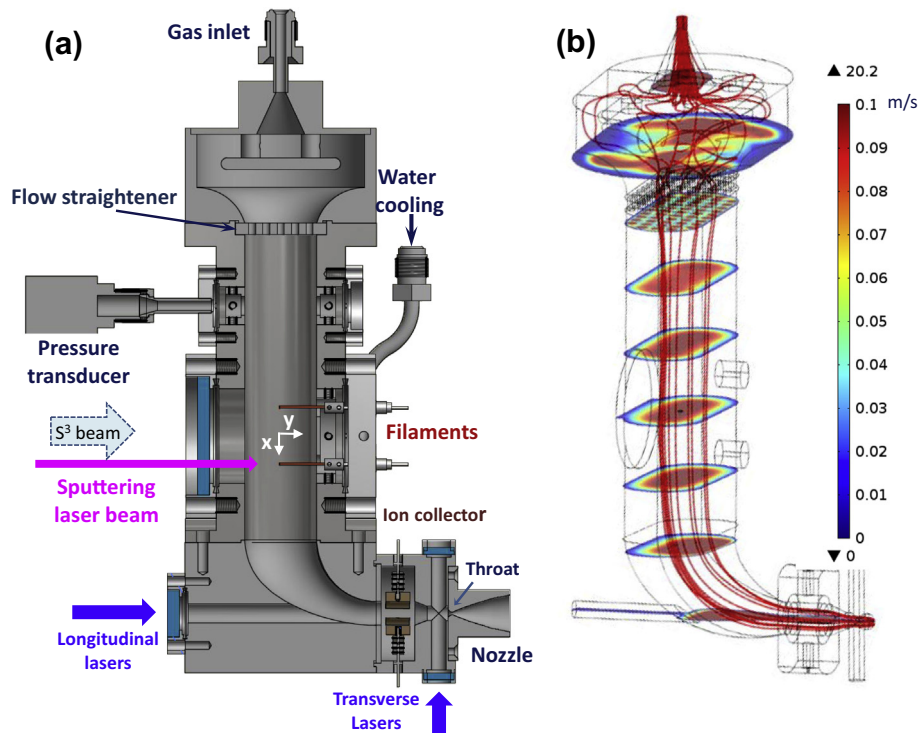 (a)
Gas inlet
Flow straightener
Water
cooling
Pressure
transducer
S³ beam
y
x
Filaments
Sputtering
laser beam
Ion collector
Throat
Longitudinal
lasers
Nozzle
Transverse
Lasers
(b)
▲ 20.2
m/s
0.1
0.09
0.08
0.07
0.06
0.05
0.04
0.03
0.02
0.01
0
▼ 0